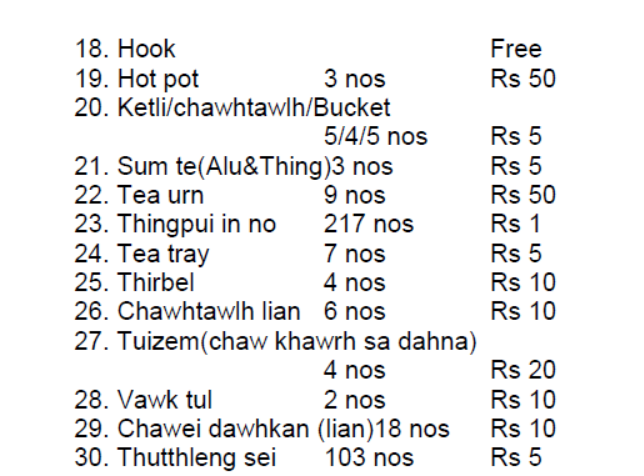 18. Hook Free
19. Hot pot 3 nos Rs 50
20. Ketli/chawhtawlh/Bucket
5/4/5 nos Rs 5
21. Sum te(Alu&Thing)3 nos Rs 5
22. Tea urn 9 nos Rs 50
23. Thingpui in no 217 nos Rs 1
24. Tea tray 7 nos Rs 5
25. Thirbel 4 nos Rs 10
26. Chawhtawlh lian 6 nos Rs 10
27. Tuizem(chaw khawrh sa dahna)
4 nos Rs 20
28. Vawk tul 2 nos Rs 10
29. Chawei dawhkan (lian)18 nos Rs 10
30. Thutthleng sei 103 nos Rs 5